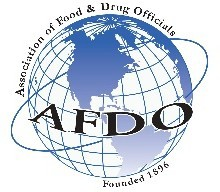 Association of Food & Drug Officials
AFDO
Founded 1896